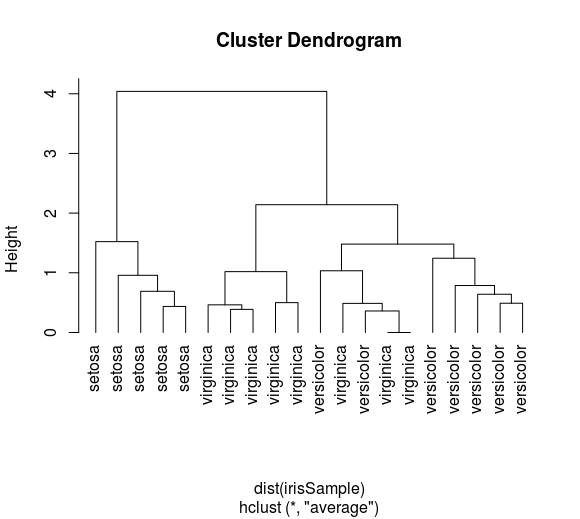 Cluster Dendrogram
Height
4
3
2
1
0
setosa
setosa
setosa
setosa
setosa
virginica
virginica
virginica
virginica
virginica
versicolor
virginica
versicolor
virginica
virginica
versicolor
versicolor
versicolor
versicolor
versicolor
dist(irisSample)
hclust (*, "average")